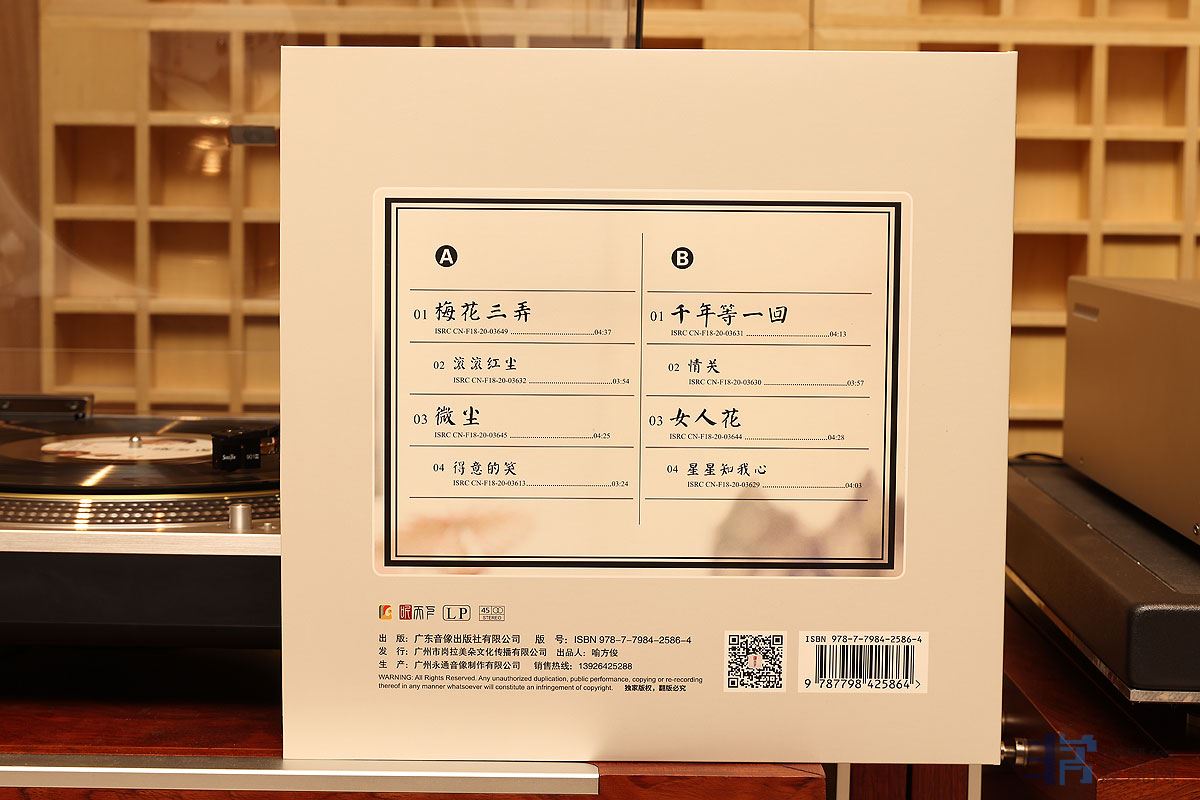 A
01 梅花三弄
ISRC CN-F18-20-03649 04:37
02 滚滚红尘
ISRC CN-F18-20-03632 03:54
03 微尘
ISRC CN-F18-20-03645 04:25
04 得意的笑
ISRC CN-F18-20-03613 03:24
B
01 千年等一回
ISRC CN-F18-20-03631 04:13
02 情关
ISRC CN-F18-20-03630 03:57
03 女人花
ISRC CN-F18-20-03644 04:28
04 星星知我心
ISRC CN-F18-20-03629 04:03
LP
45
STEREO
出 版：广东音像出版社有限公司 版 号：ISBN 978-7-7984-2586-4
发 行：广州市岗拉美朵文化传播有限公司 出品人：喻方俊
生 产：广州永通音像制作有限公司 销售热线：13926425288
WARNING: All Rights Reserved. Any unauthorized duplication, public performance, copying or re-recording
thereof in any manner whatsoever will constitute an infringement of copyright. 独家版权，翻版必究
ISBN 978-7-7984-2586-4
9 787798 425864 >